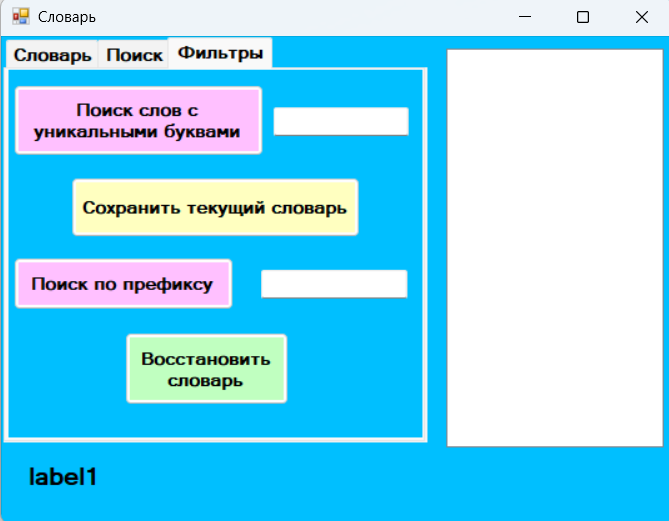 Словарь
Словарь Поиск Фильтры
Поиск слов с
уникальными буквами
Сохранить текущий словарь
Поиск по префиксу
Восстановить
словарь
label1